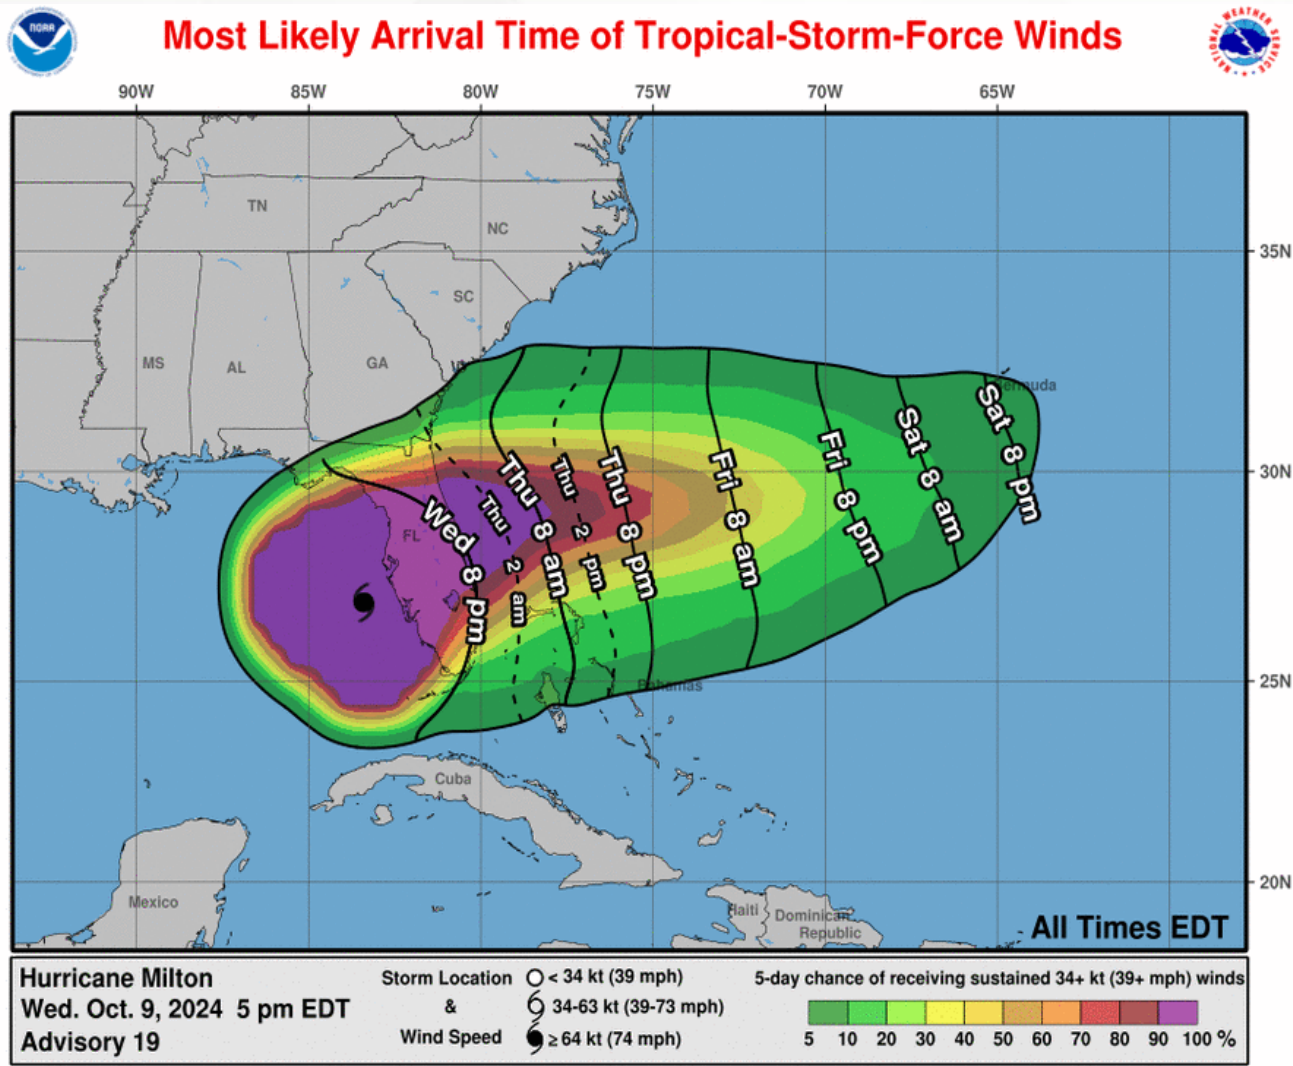 NOAA
Most Likely Arrival Time of Tropical-Storm-Force Winds
NATIONAL WEATHER SERVICE
90W 85W 80W 75W 70W 65W
TN
NC
35N
SC
MS AL GA
Bermuda
Sat 8 pm
Sat 8 am
Fri 8 pm
Fri 8 am
Thu 8 pm
Thu 2 pm
Thu 8 am
Thu 2 am
Wed 8 pm
30N
FL
25N
Bahamas
Cuba
20N
Mexico
Haiti
Dominican
Republic
All Times EDT
Hurricane Milton
Wed. Oct. 9, 2024 5 pm EDT
Advisory 19
Storm Location
&
Wind Speed
< 34 kt (39 mph)
34-63 kt (39-73 mph)
≥ 64 kt (74 mph)
5-day chance of receiving sustained 34+ kt (39+ mph) winds
5 10 20 30 40 50 60 70 80 90 100 %